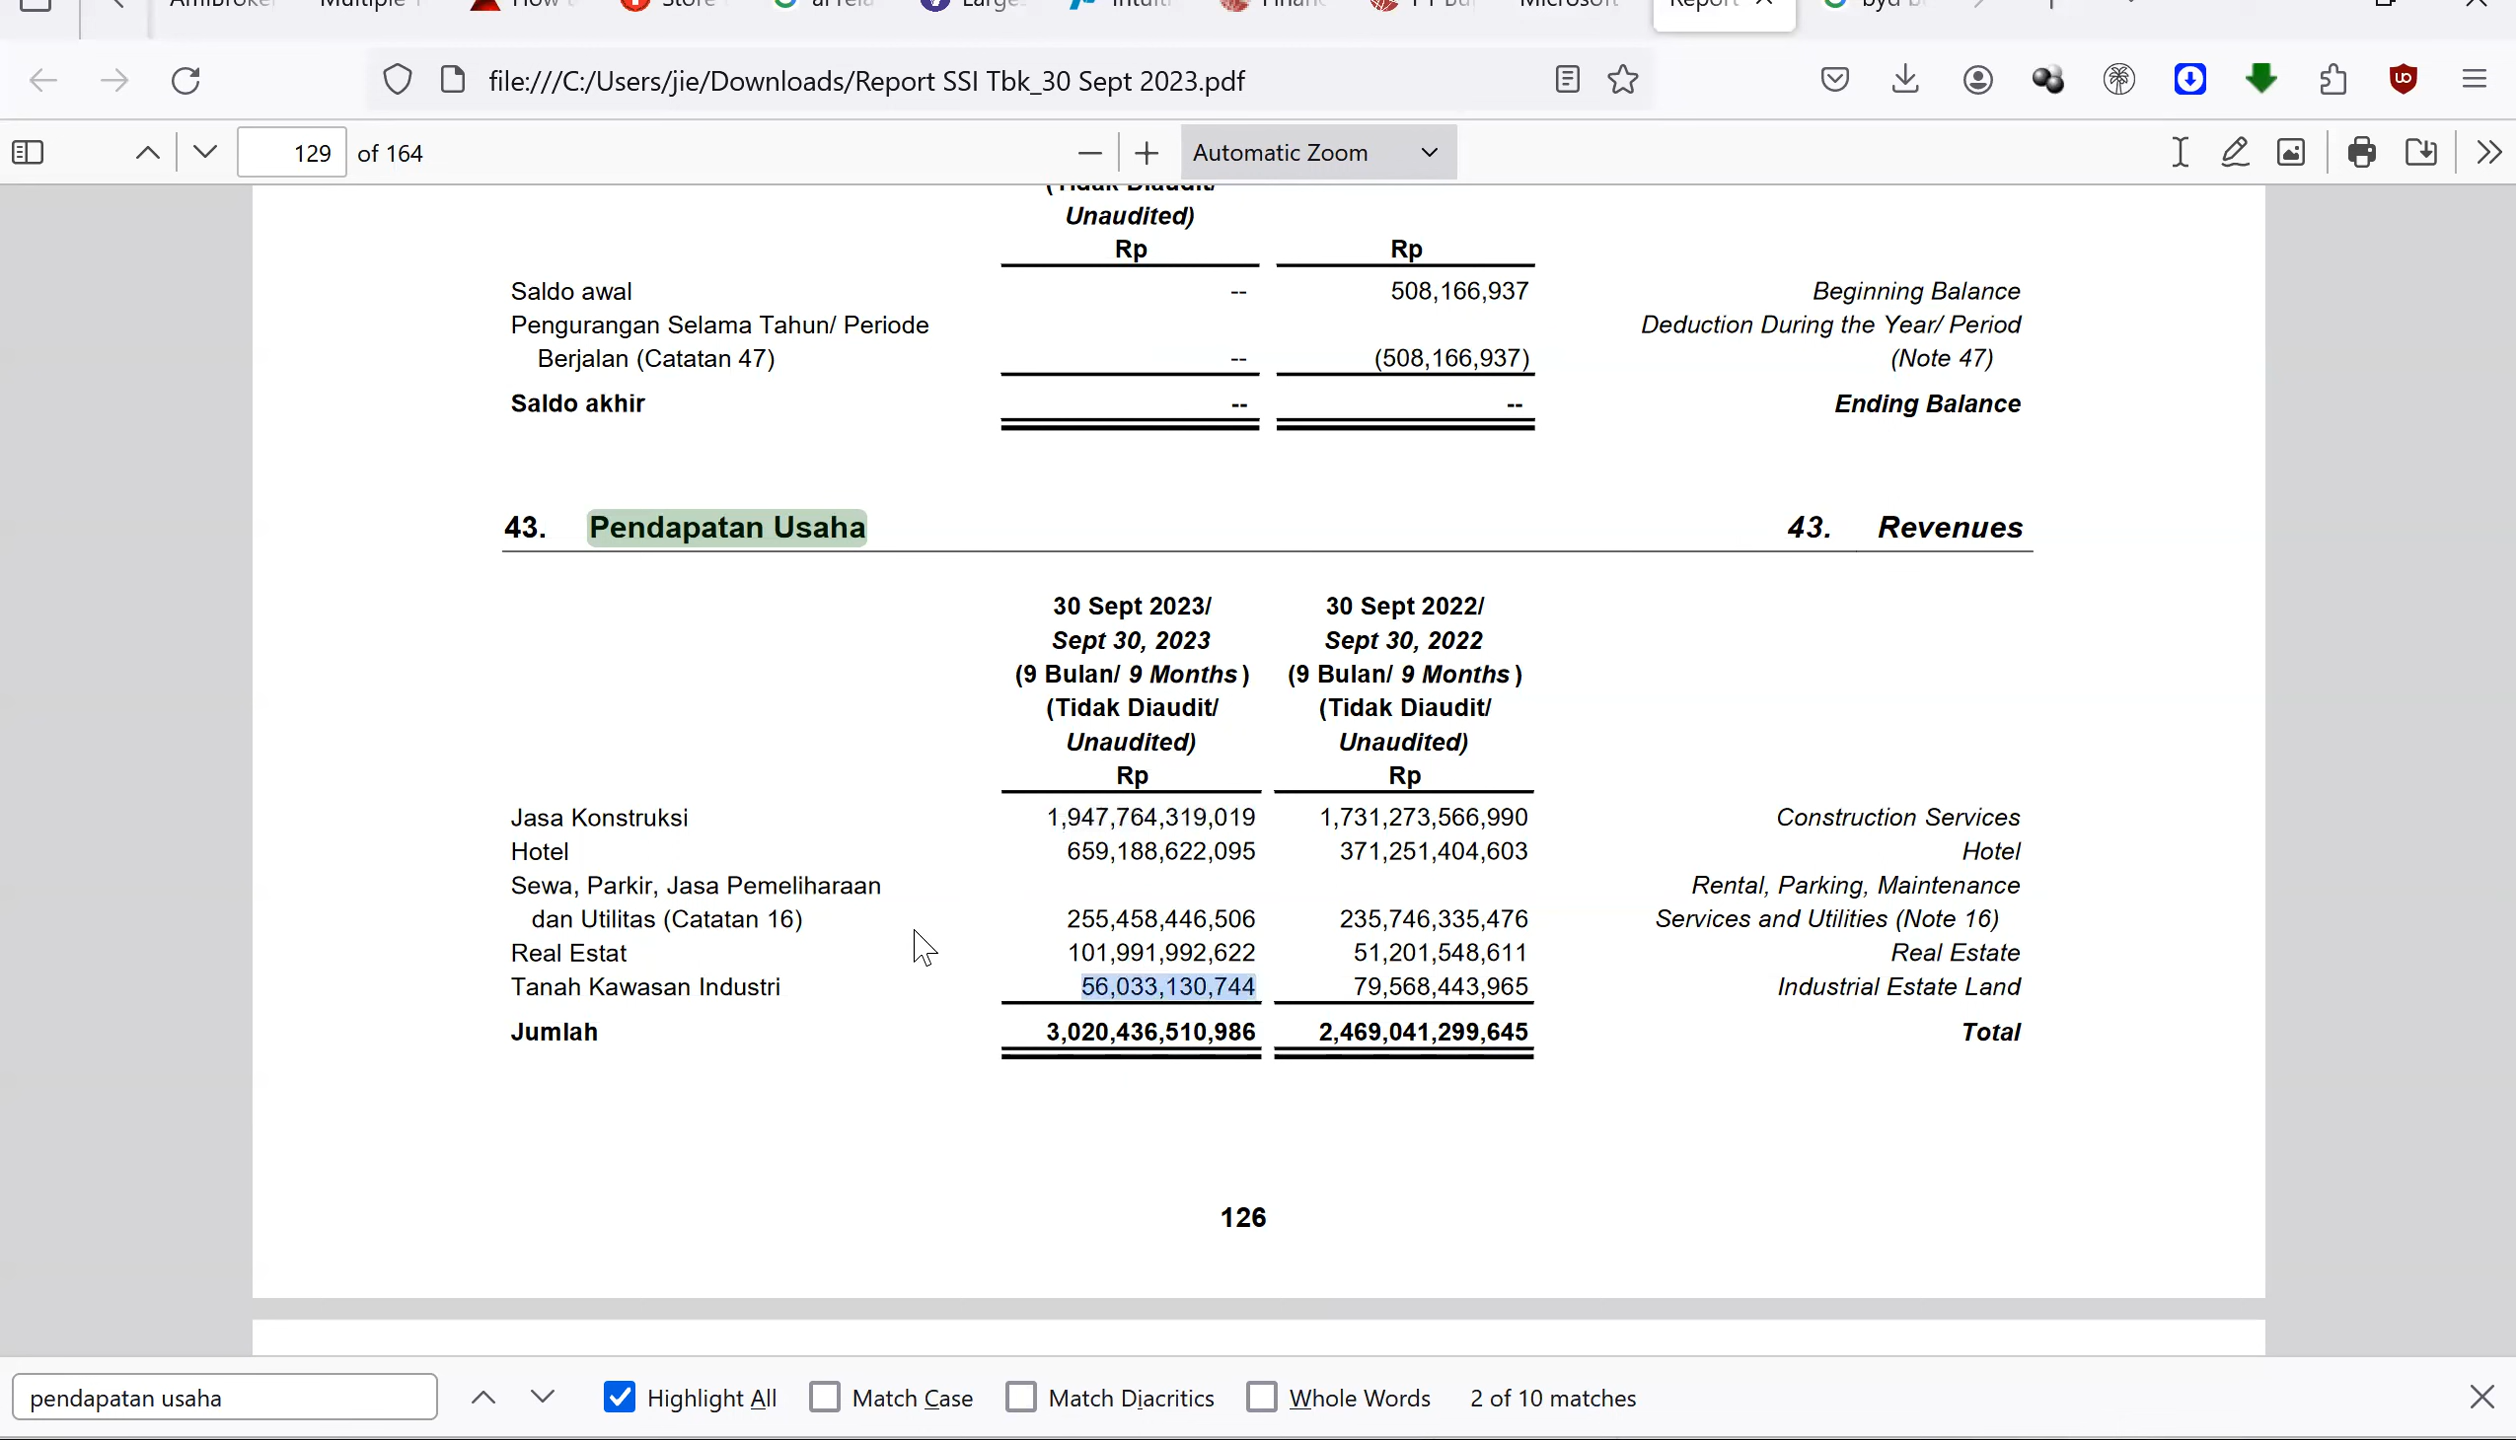 Multiple
file:///C:/Users/jie/Downloads/Report SSI Tbk_30 Sept 2023.pdf
129 of 164
Automatic Zoom
(Tidak Diaudit/
Unaudited)
Rp Rp
Saldo awal -- 508,166,937 Beginning Balance
Pengurangan Selama Tahun/ Periode Deduction During the Year/ Period
Berjalan (Catatan 47) -- (508,166,937) (Note 47)
Saldo akhir -- -- Ending Balance
43. Pendapatan Usaha 43. Revenues
30 Sept 2023/ 30 Sept 2022/
Sept 30, 2023 Sept 30, 2022
(9 Bulan/ 9 Months) (9 Bulan/ 9 Months)
(Tidak Diaudit/ (Tidak Diaudit/
Unaudited) Unaudited)
Rp Rp
Jasa Konstruksi 1,947,764,319,019 1,731,273,566,990 Construction Services
Hotel 659,188,622,095 371,251,404,603 Hotel
Sewa, Parkir, Jasa Pemeliharaan Rental, Parking, Maintenance
dan Utilitas (Catatan 16) 255,458,446,506 235,746,335,476 Services and Utilities (Note 16)
Real Estat 101,991,992,622 51,201,548,611 Real Estate
Tanah Kawasan Industri 56,033,130,744 79,568,443,965 Industrial Estate Land
Jumlah 3,020,436,510,986 2,469,041,299,645 Total
126
pendapatan usaha Highlight All Match Case Match Diacritics Whole Words 2 of 10 matches